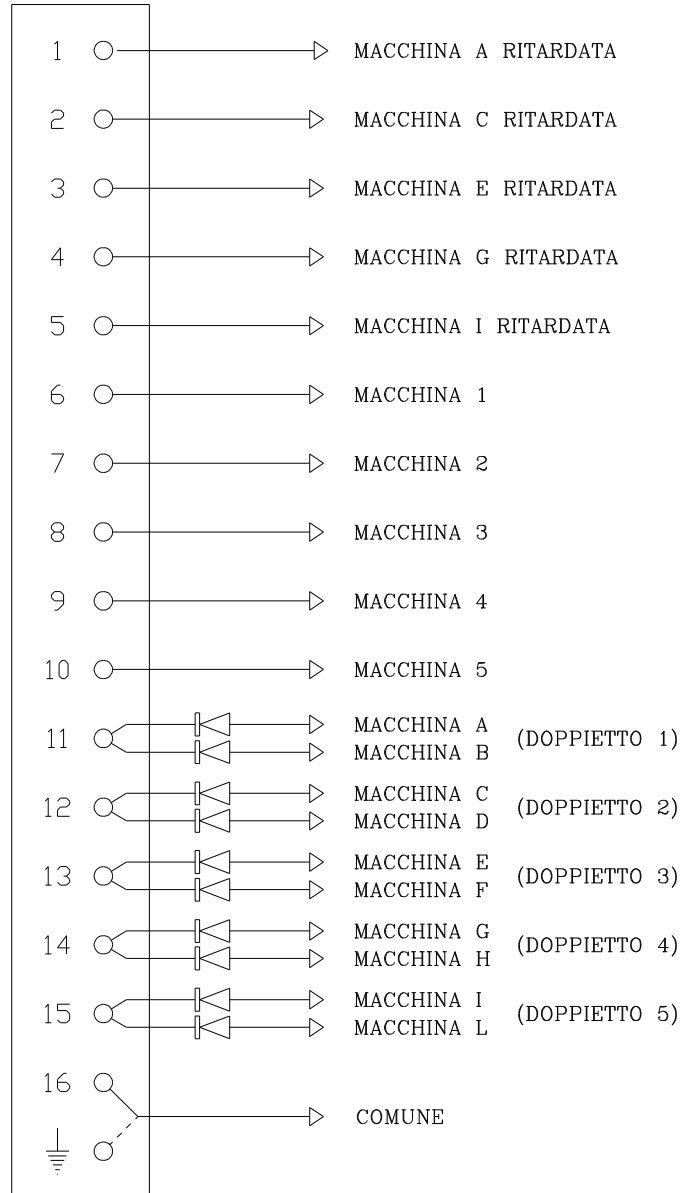 1 MACCHINA A RITARDATA
2 MACCHINA C RITARDATA
3 MACCHINA E RITARDATA
4 MACCHINA G RITARDATA
5 MACCHINA I RITARDATA
6 MACCHINA 1
7 MACCHINA 2
8 MACCHINA 3
9 MACCHINA 4
10 MACCHINA 5
11 MACCHINA A (DOPPIETTO 1)
MACCHINA B
12 MACCHINA C (DOPPIETTO 2)
MACCHINA D
13 MACCHINA E (DOPPIETTO 3)
MACCHINA F
14 MACCHINA G (DOPPIETTO 4)
MACCHINA H
15 MACCHINA I (DOPPIETTO 5)
MACCHINA L
16 COMUNE